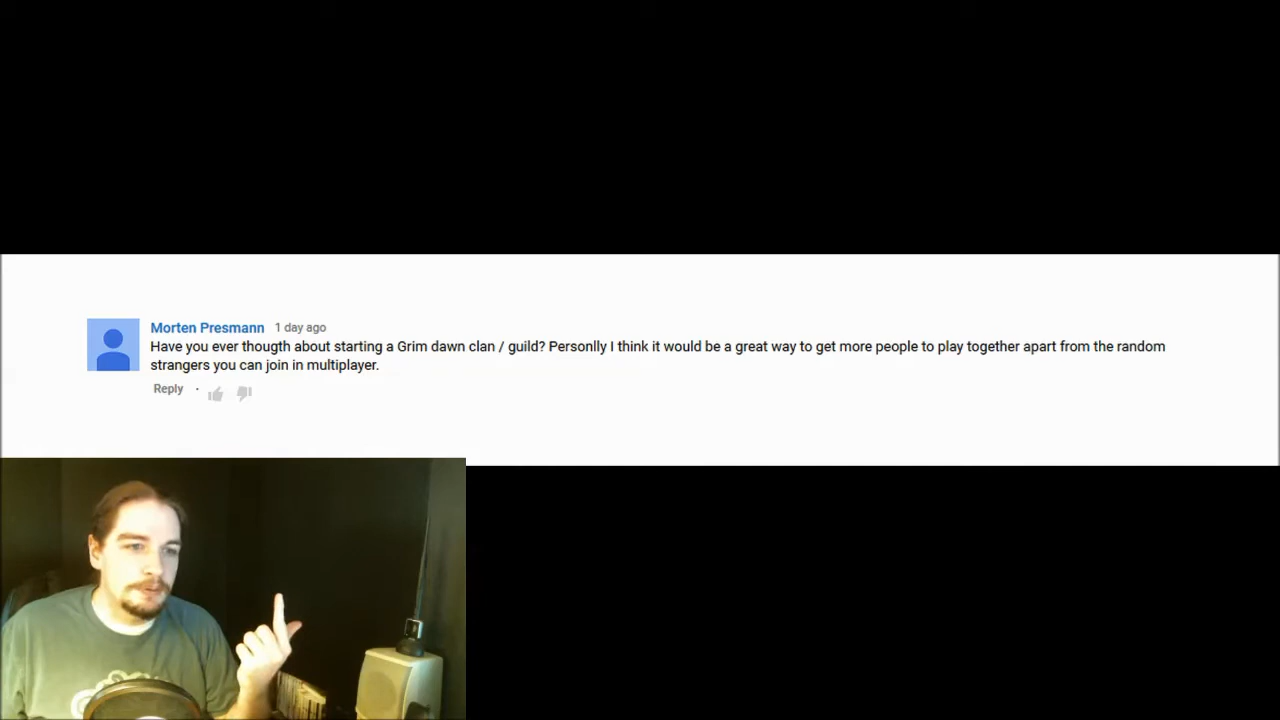 Morten Presmann 1 day ago
Have you ever thougth about starting a Grim dawn clan / guild? Personlly I think it would be a great way to get more people to play together apart from the random
strangers you can join in multiplayer.
Reply ·